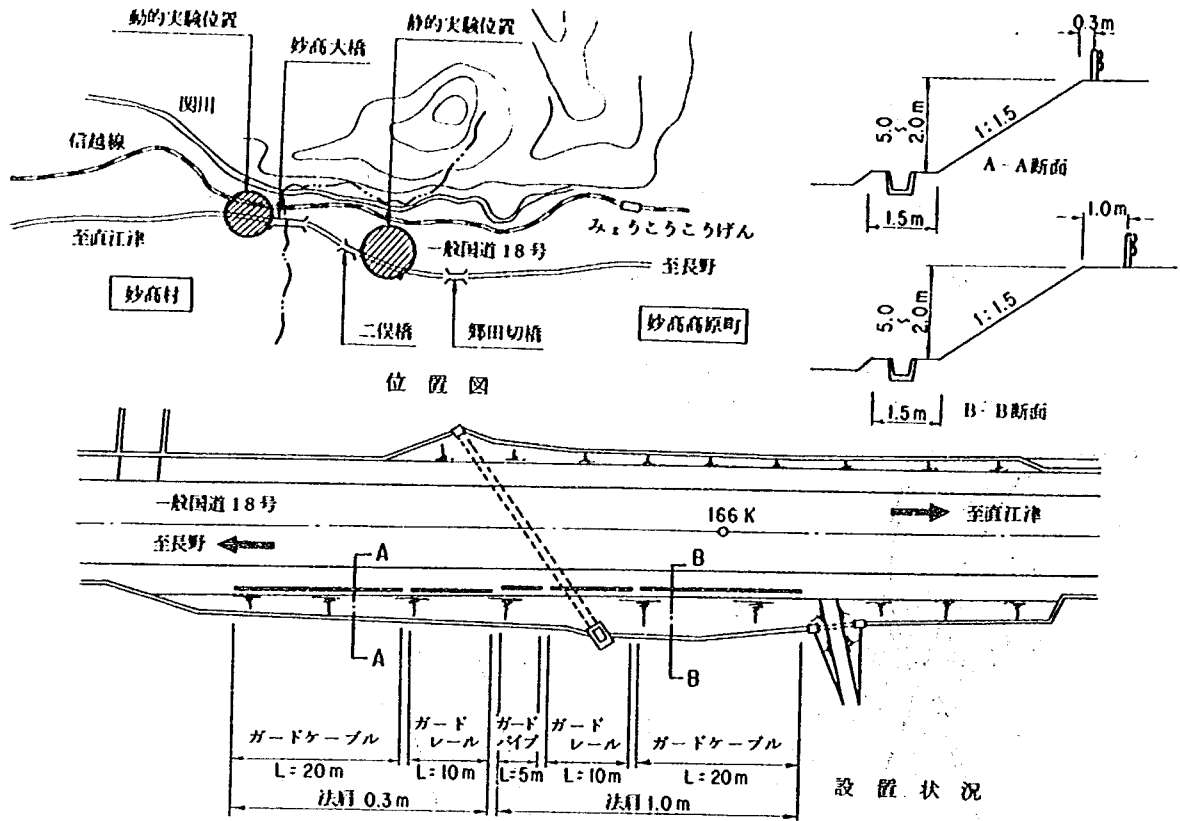 動的実験位置
静的実験位置
妙高大橋
関川
信越線
至直江津
みょうこうこうげん
一般国道18号
至長野
妙高村
妙高高原町
二俣橋
郷田切橋
位置図
0.3m
5.0〜2.0m
1:1.5
A-A断面
1.5m
1.0m
5.0〜2.0m
1:1.5
1.5m
B-B断面
一般国道18号
166K
至直江津
至長野
A
B
A
B
ガードケーブル
ガードレール
ガードパイプ
ガードレール
ガードケーブル
L=20m
L=10m
L=5m
L=10m
L=20m
法肩0.3m
法肩1.0m
設置状況